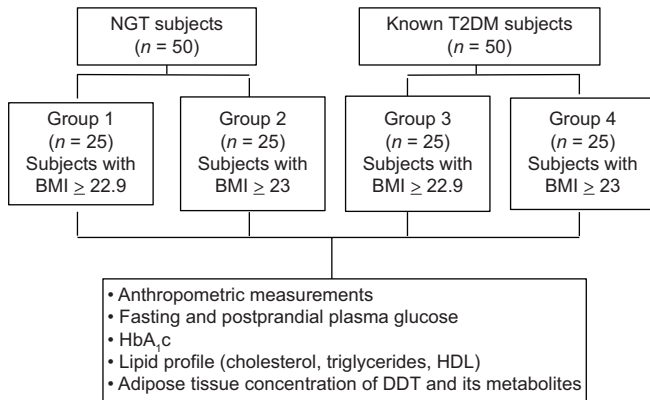 NGT subjects
(n = 50)
Known T2DM subjects
(n = 50)
Group 1
(n = 25)
Subjects with
BMI ≥ 22.9
Group 2
(n = 25)
Subjects with
BMI ≥ 23
Group 3
(n = 25)
Subjects with
BMI ≥ 22.9
Group 4
(n = 25)
Subjects with
BMI ≥ 23
• Anthropometric measurements
• Fasting and postprandial plasma glucose
• HbA₁c
• Lipid profile (cholesterol, triglycerides, HDL)
• Adipose tissue concentration of DDT and its metabolites